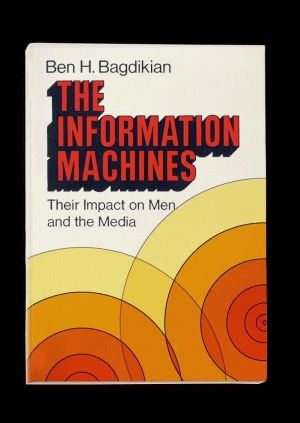 Ben H. Bagdikian
THE
INFORMATION
MACHINES
Their Impact on Men
and the Media